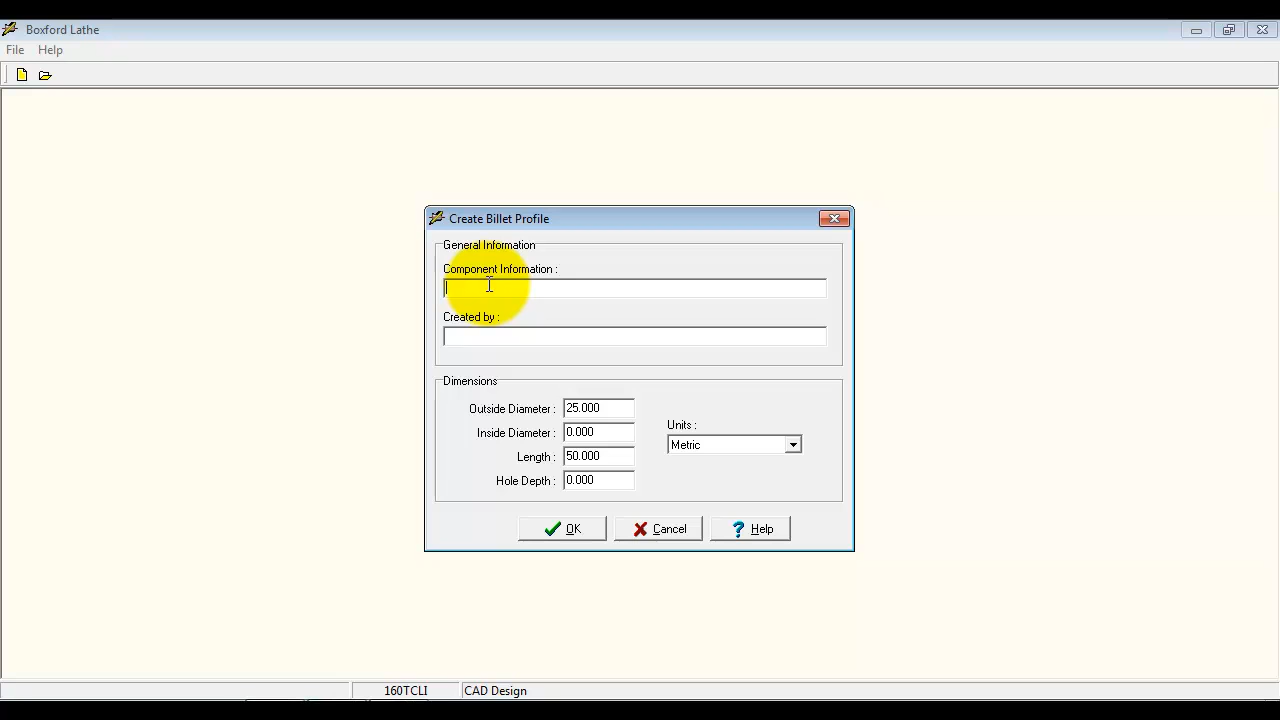 Boxford Lathe
File Help
Create Billet Profile
General Information
Component Information :
Created by :
Dimensions
Outside Diameter : 25.000
Inside Diameter : 0.000
Units :
Metric
Length : 50.000
Hole Depth : 0.000
OK Cancel Help
160TCLI CAD Design